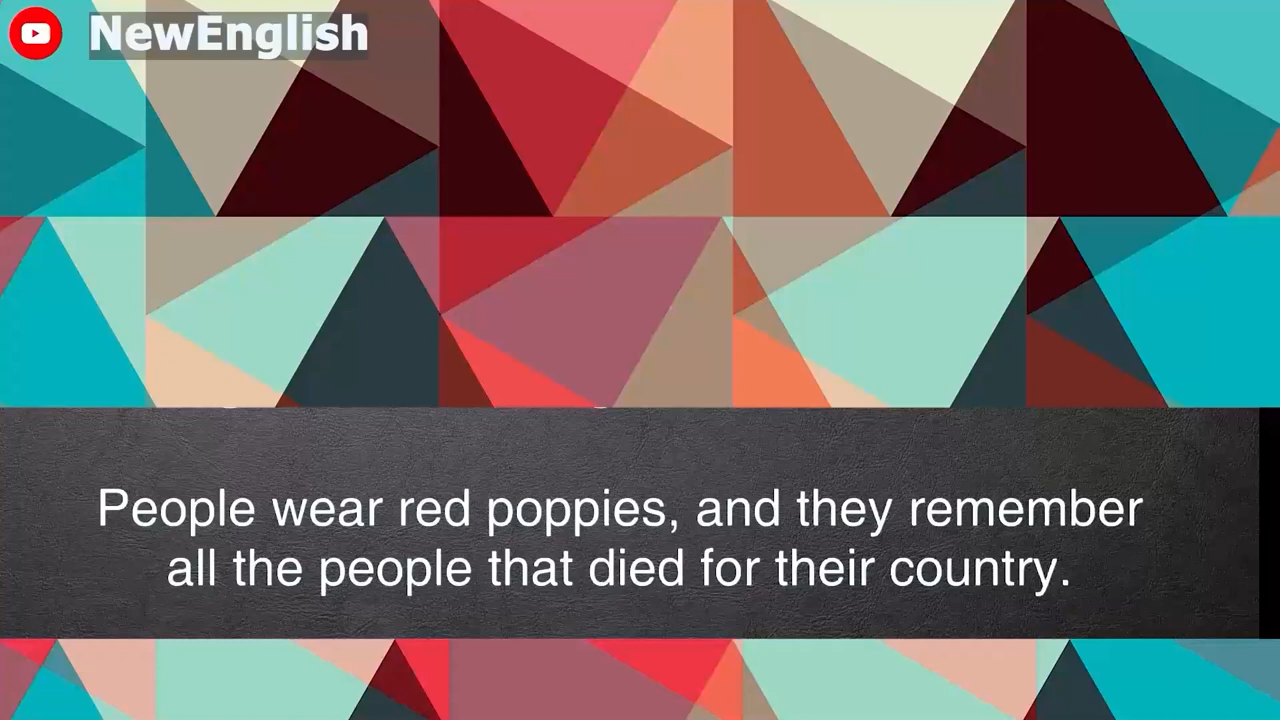 NewEnglish
People wear red poppies, and they remember
all the people that died for their country.